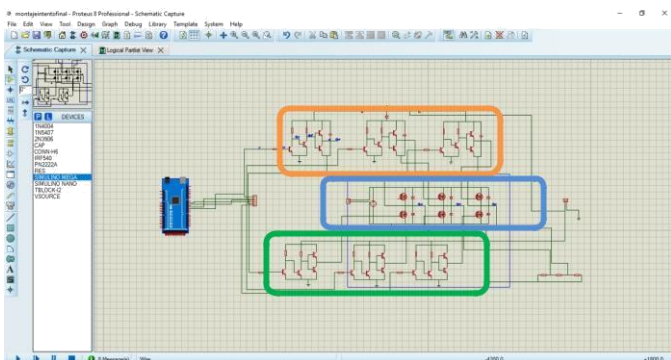 montajeintentofinal - Proteus 8 Professional - Schematic Capture
File Edit View Tool Design Graph Debug Library Template System Help
Schematic Capture X
Logical Partlist View X
P L DEVICES
1N4004
1N5407
2N3906
CAP
CONN-H6
IRF540
PN2222A
RES
SIMULINO MEGA
SIMULINO NANO
TBLOCK-I2
VSOURCE